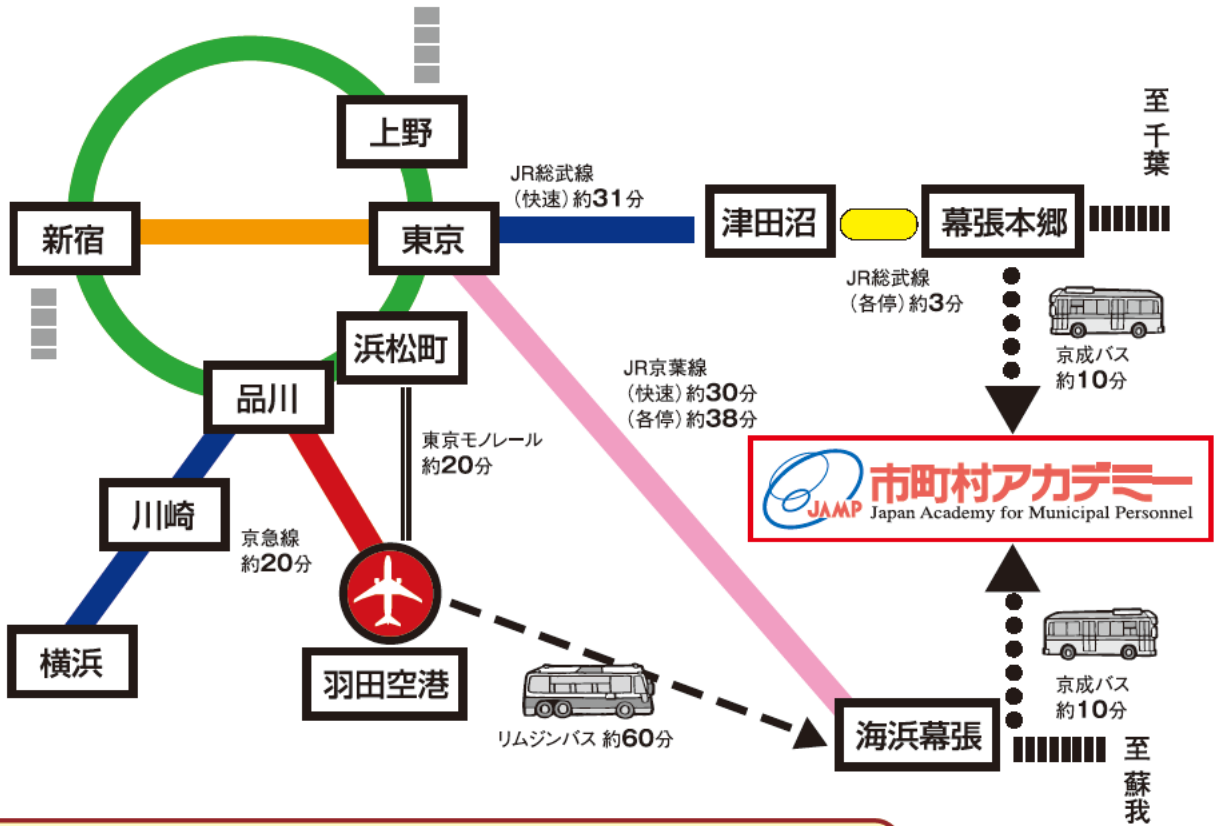 上野
至千葉
JR総武線
（快速）約31分
新宿
東京
津田沼
幕張本郷
JR総武線
（各停）約3分
浜松町
京成バス
約10分
JR京葉線
（快速）約30分
（各停）約38分
品川
東京モノレール
約20分
JAMP
市町村アカデミー
Japan Academy for Municipal Personnel
川崎
京急線
約20分
横浜
羽田空港
リムジンバス 約60分
京成バス
約10分
海浜幕張
至蘇我